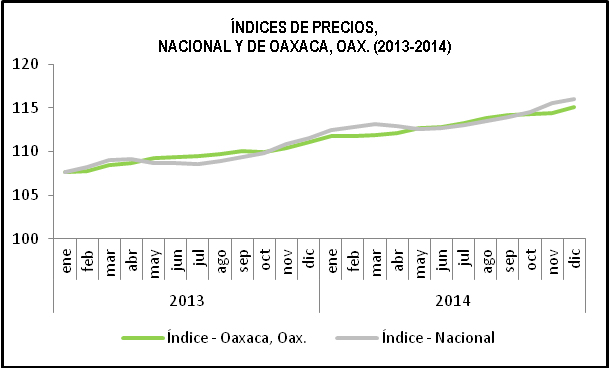 ÍNDICES DE PRECIOS,
NACIONAL Y DE OAXACA, OAX. (2013-2014)
120
115
110
105
100
ene feb mar abr may jun jul ago sep oct nov dic ene feb mar abr may jun jul ago sep oct nov dic
2013 2014
Índice - Oaxaca, Oax. Índice - Nacional